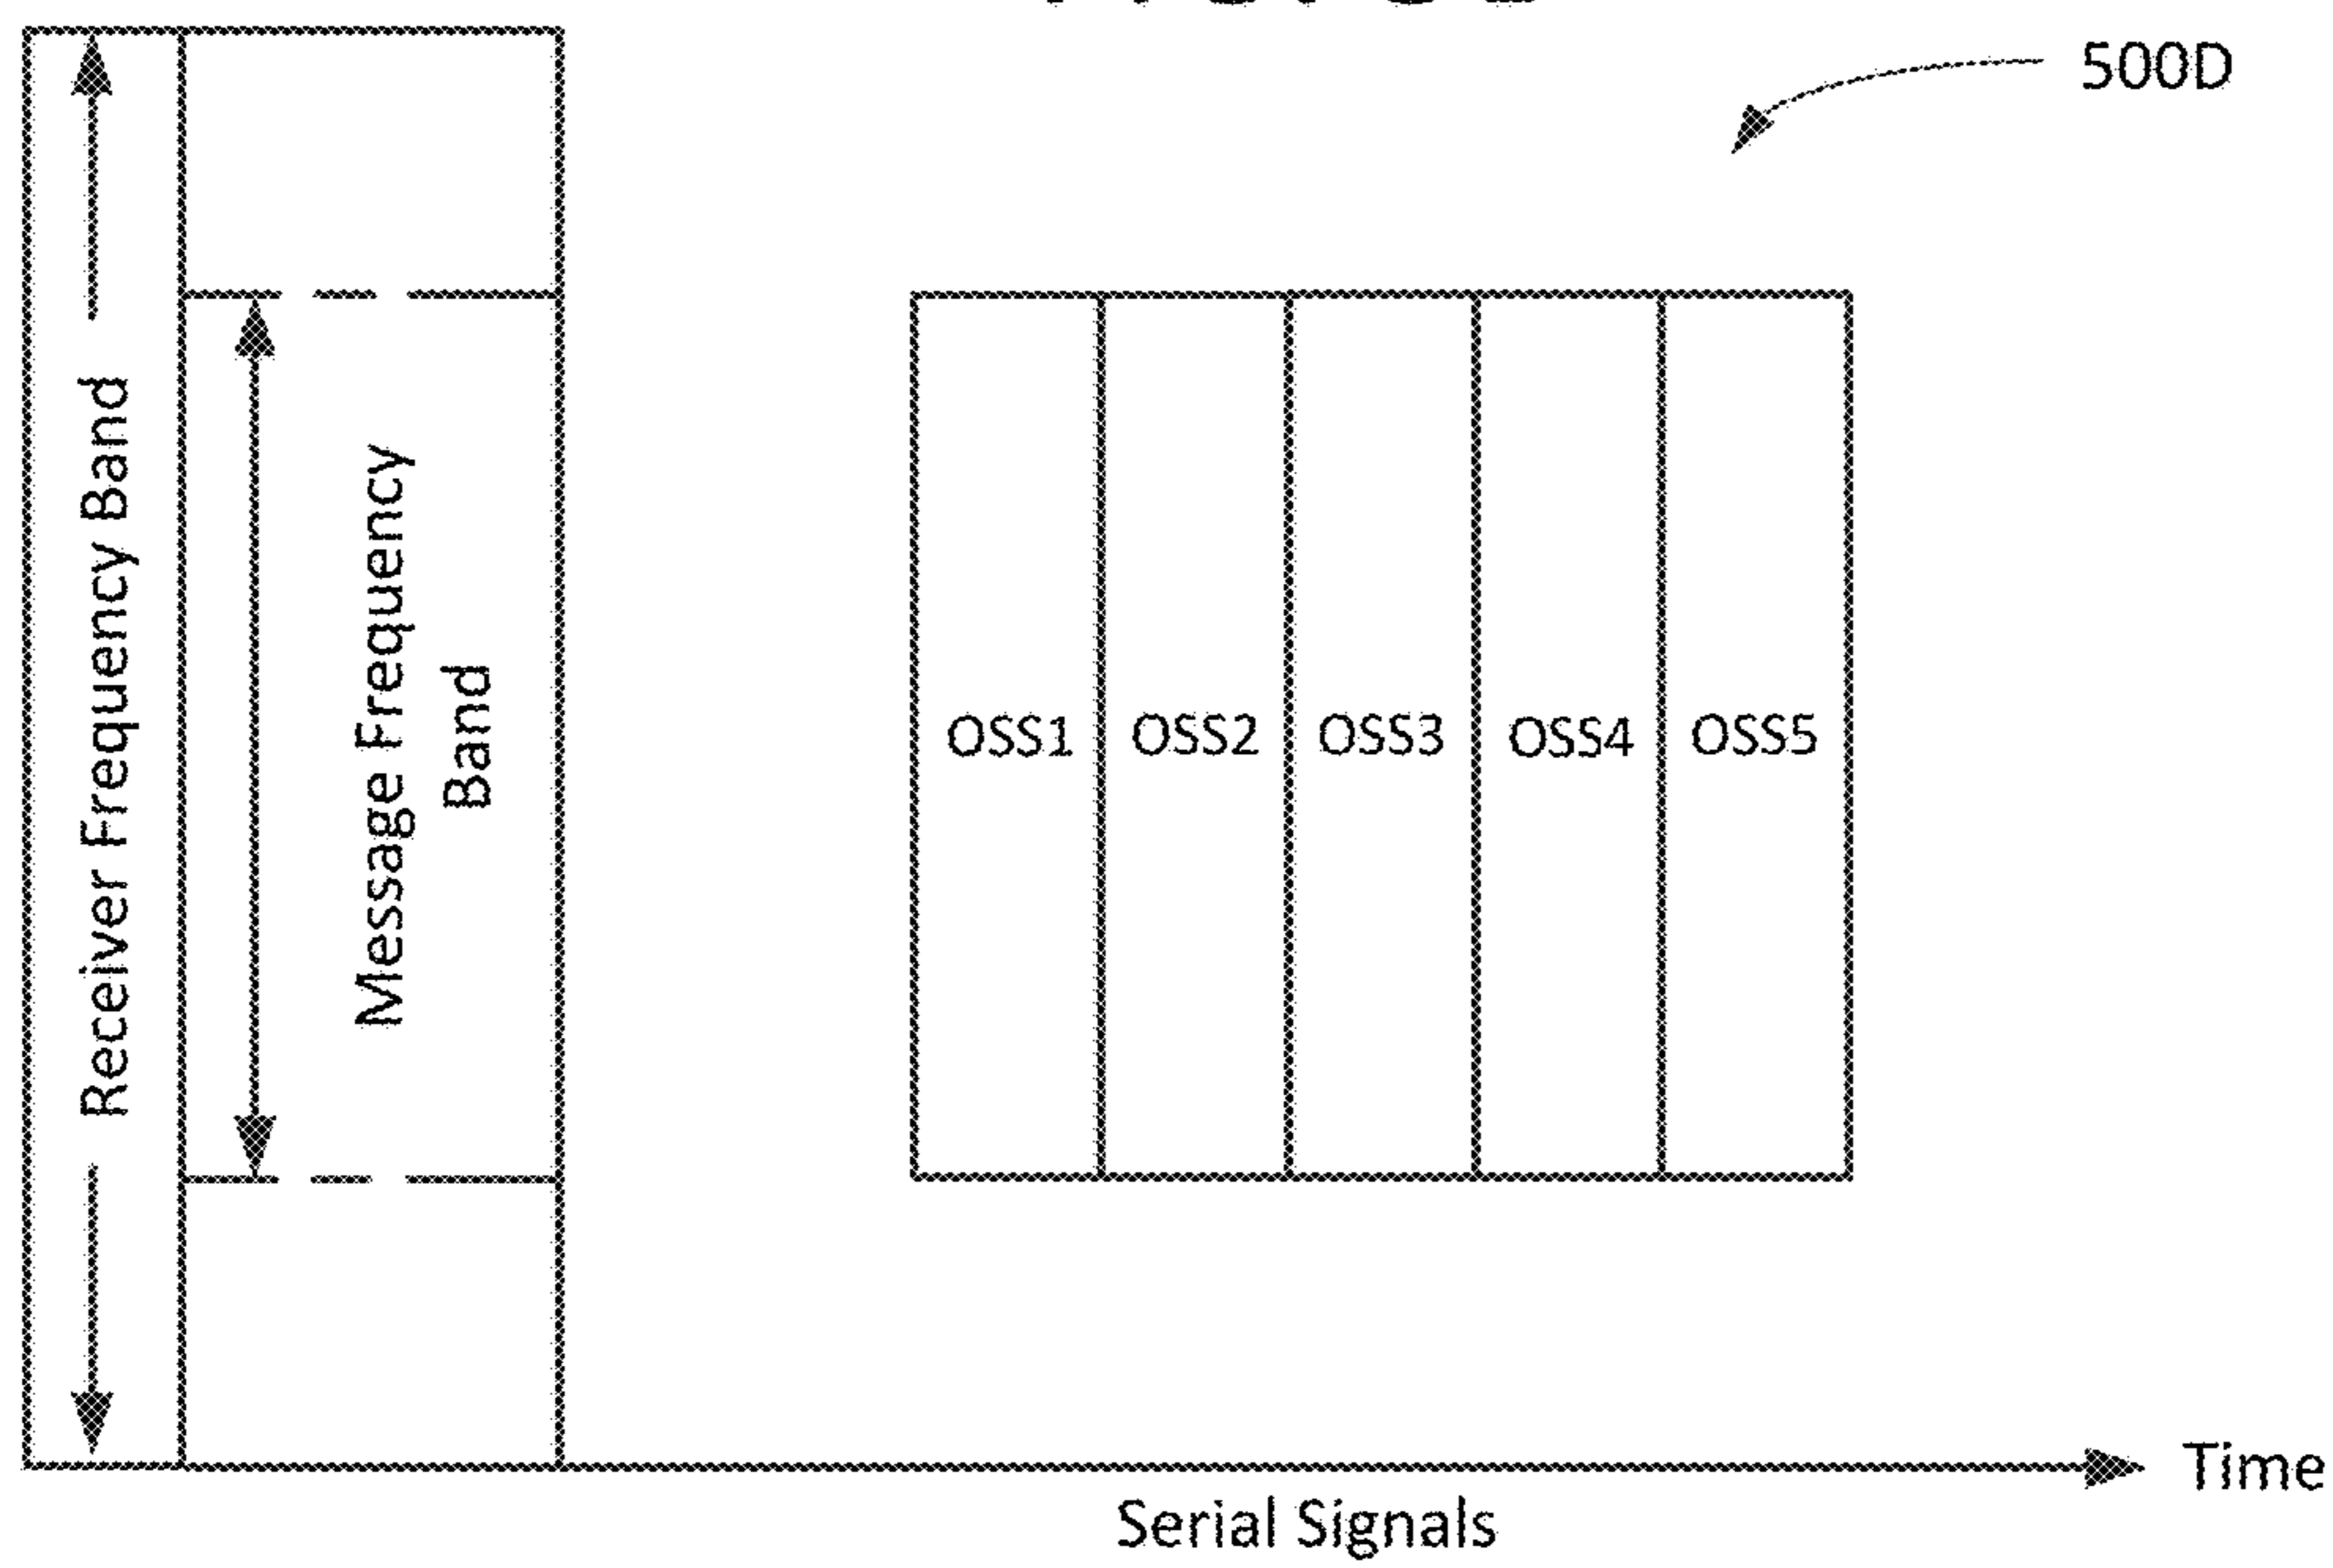 500D
Receiver Frequency Band
Message Frequency
Band
OSS1 OSS2 OSS3 OSS4 OSS5
Time
Serial Signals